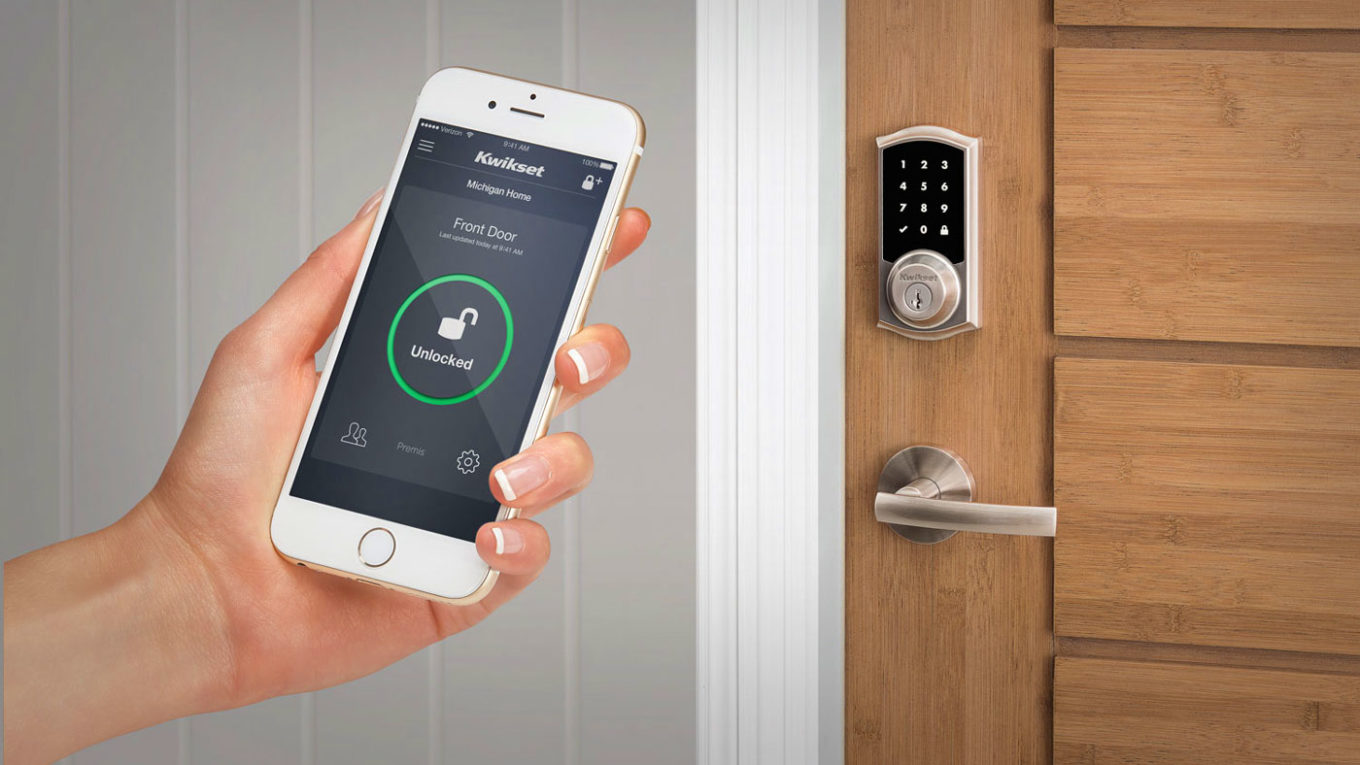 Verizon
9:41 AM
100%
Kwikset
Michigan Home
Front Door
Last updated today at 9:41 AM
Unlocked
Premis
1 2 3
4 5 6
7 8 9
✓ 0
Kwikset